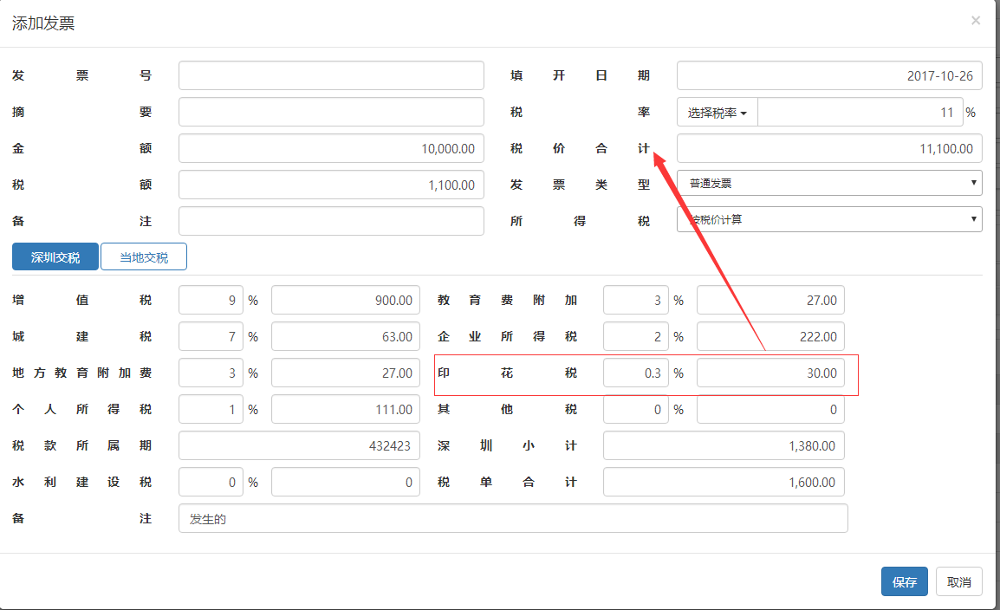 添加发票 ×
发票号 填开日期 2017-10-26
摘要 税率 选择税率 11 %
金额 10,000.00 税价合计 11,100.00
税额 1,100.00 发票类型 普通发票
备注 所得税 按税价计算
深圳交税 当地交税
增值税 9 % 900.00 教育费附加 3 % 27.00
城建税 7 % 63.00 企业所得税 2 % 222.00
地方教育附加费 3 % 27.00 印花税 0.3 % 30.00
个人所得税 1 % 111.00 其他税 0 % 0
税款所属期 432423 深圳小计 1,380.00
水利建设税 0 % 0 税单合计 1,600.00
备注 发生的
保存 取消